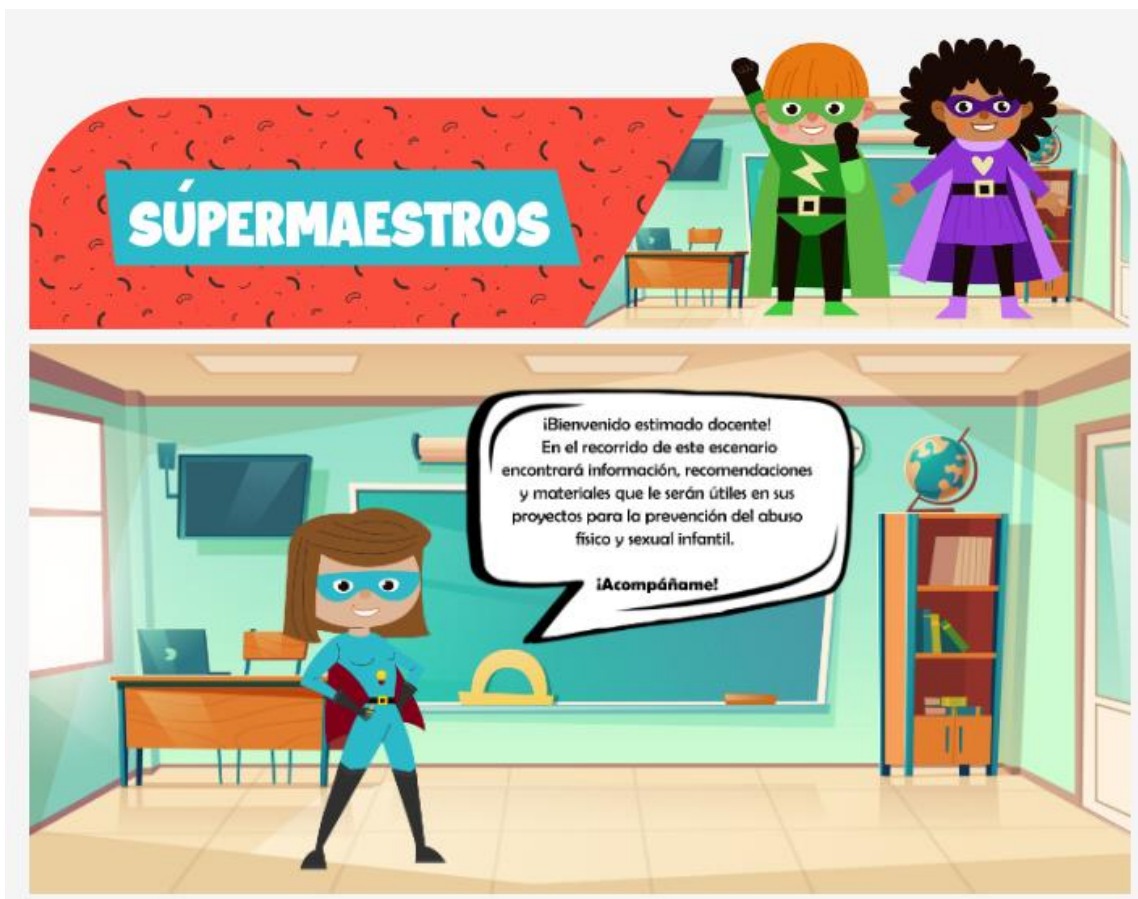 SÚPERMAESTROS
¡Bienvenido estimado docente!
En el recorrido de este escenario
encontrará información, recomendaciones
y materiales que le serán útiles en sus
proyectos para la prevención del abuso
físico y sexual infantil.
¡Acompáñame!